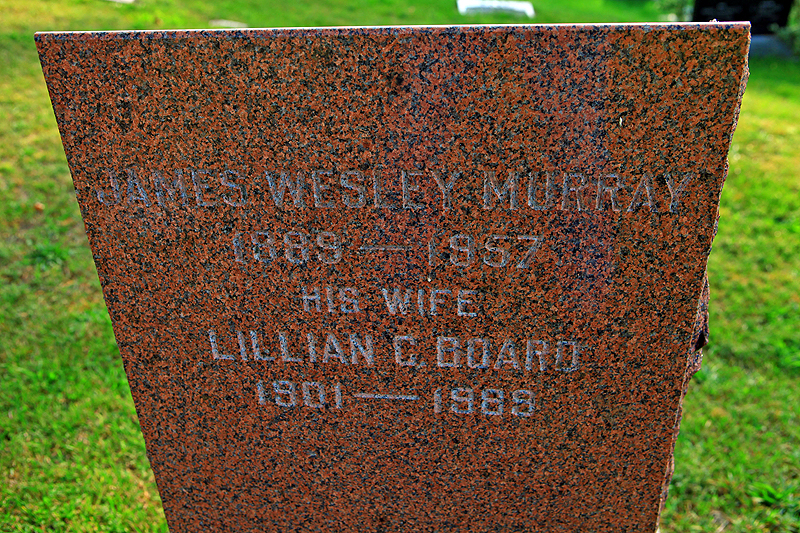 JAMES WESLEY MURRAY
1889 — 1957
HIS WIFE
LILLIAN C. BOARD
1901 — 1989